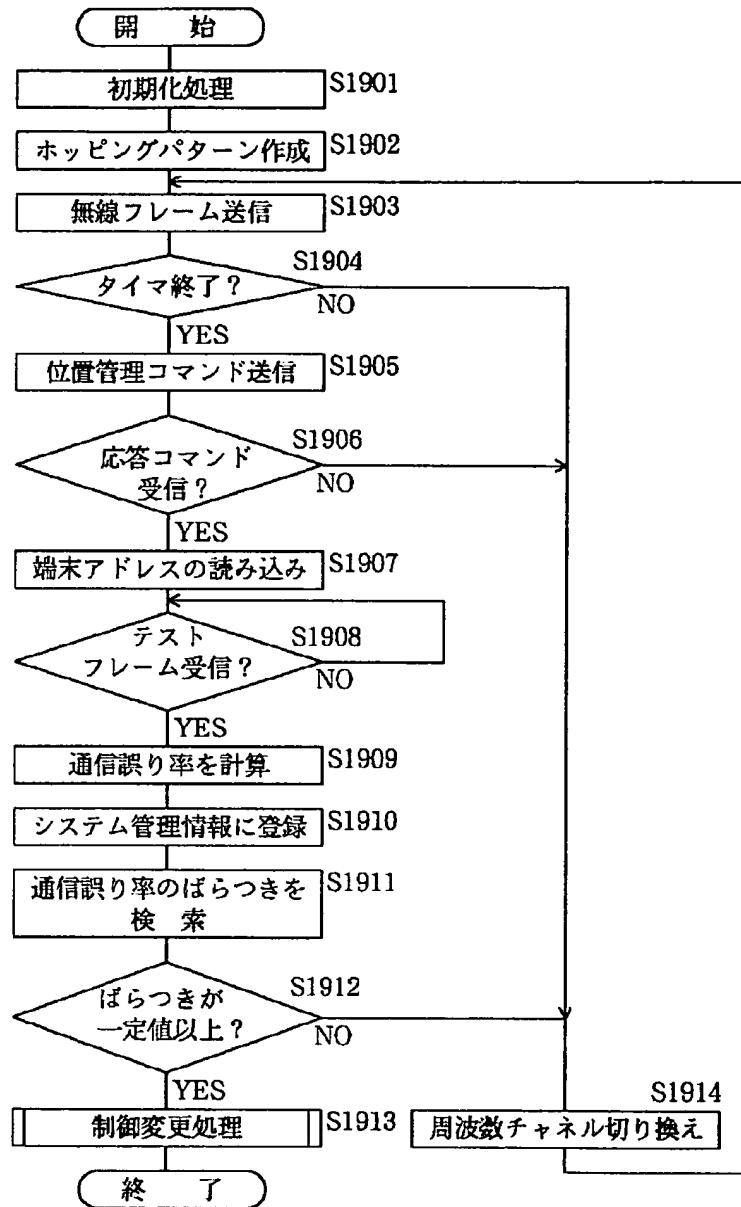 開 始
初期化処理 S1901
ホッピングパターン作成 S1902
無線フレーム送信 S1903
S1904
タイマ終了?
NO
YES
位置管理コマンド送信 S1905
S1906
応答コマンド
受信?
NO
YES
端末アドレスの読み込み S1907
テスト S1908
フレーム受信?
NO
YES
通信誤り率を計算 S1909
システム管理情報に登録 S1910
通信誤り率のばらつきを S1911
検 索
ばらつきが S1912
一定値以上?
NO
YES
制御変更処理 S1913
S1914
周波数チャネル切り換え
終 了